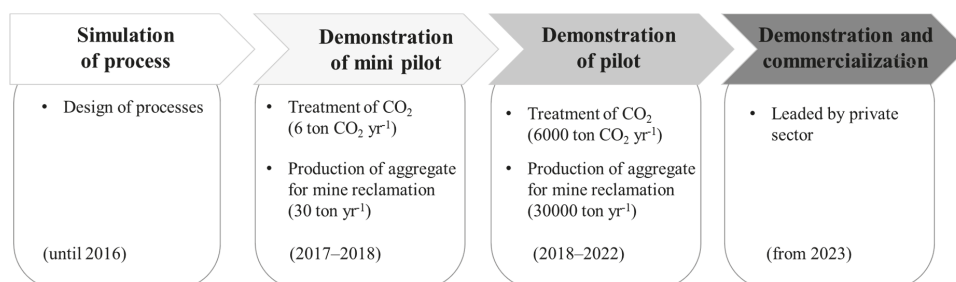 Simulation
of process
• Design of processes
(until 2016)
Demonstration
of mini pilot
• Treatment of CO₂
(6 ton CO₂ yr⁻¹)
• Production of aggregate
for mine reclamation
(30 ton yr⁻¹)
(2017–2018)
Demonstration
of pilot
• Treatment of CO₂
(6000 ton CO₂ yr⁻¹)
• Production of aggregate
for mine reclamation
(30000 ton yr⁻¹)
(2018–2022)
Demonstration and
commercialization
• Leaded by private
sector
(from 2023)